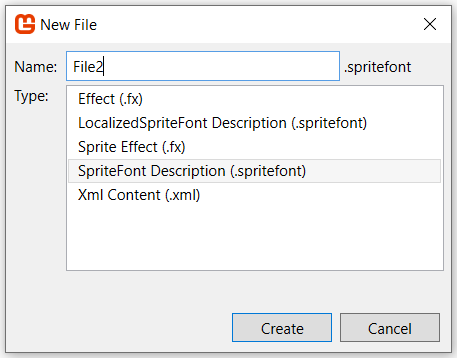 New File
Name: File2 .spritefont
Type:
Effect (.fx)
LocalizedSpriteFont Description (.spritefont)
Sprite Effect (.fx)
SpriteFont Description (.spritefont)
Xml Content (.xml)
Create Cancel